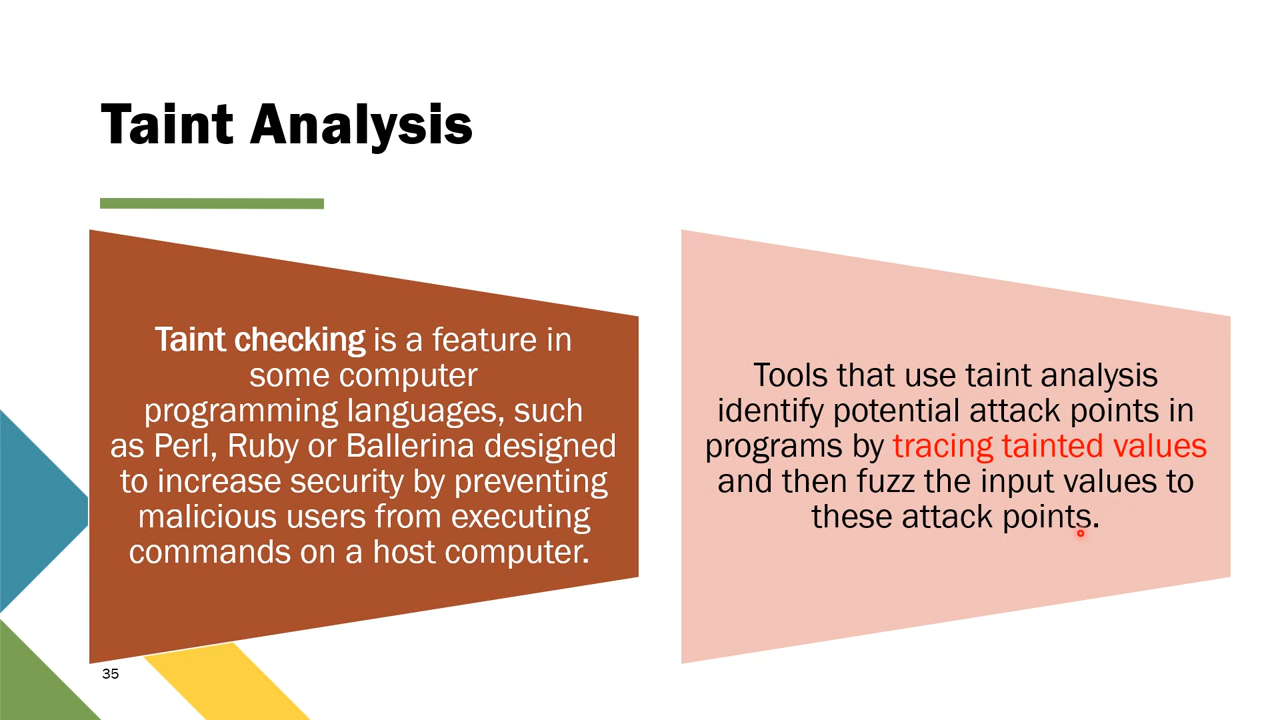 Taint Analysis
Taint checking is a feature in
some computer
programming languages, such
as Perl, Ruby or Ballerina designed
to increase security by preventing
malicious users from executing
commands on a host computer.
Tools that use taint analysis
identify potential attack points in
programs by tracing tainted values
and then fuzz the input values to
these attack points.
35